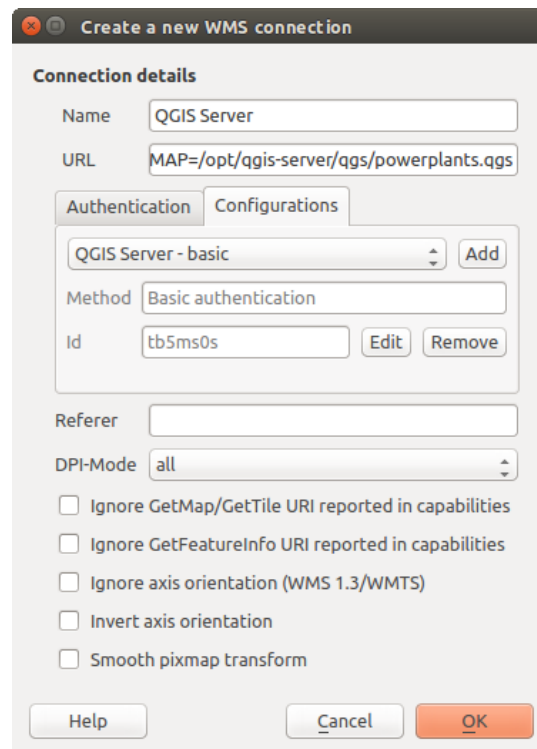 Create a new WMS connection
Connection details
Name QGIS Server
URL MAP=/opt/qgis-server/qgs/powerplants.qgs
Authentication Configurations
QGIS Server - basic Add
Method Basic authentication
Id tb5ms0s Edit Remove
Referer
DPI-Mode all
Ignore GetMap/GetTile URI reported in capabilities
Ignore GetFeatureInfo URI reported in capabilities
Ignore axis orientation (WMS 1.3/WMTS)
Invert axis orientation
Smooth pixmap transform
Help Cancel OK